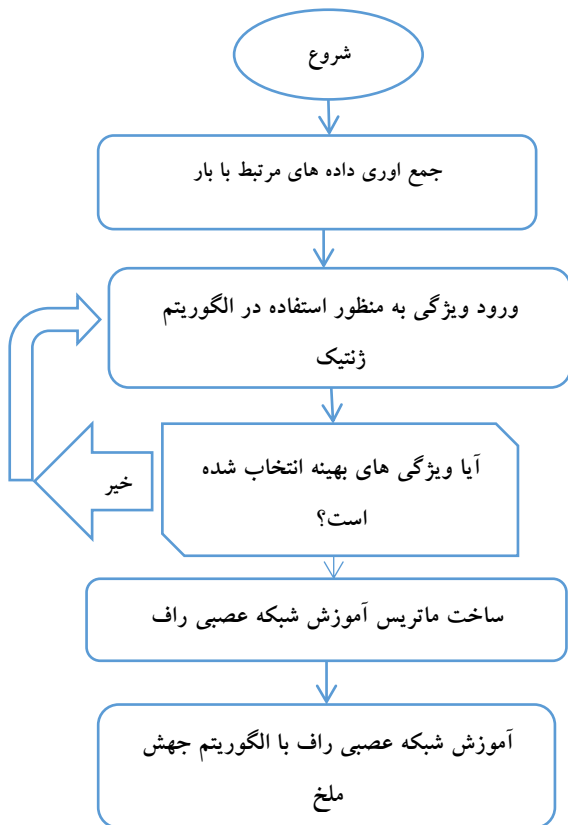 شروع
جمع اوری داده های مرتبط با بار
ورود ویژگی به منظور استفاده در الگوریتم
ژنتیک
آیا ویژگی های بهینه انتخاب شده
است؟
خیر
ساخت ماتریس آموزش شبکه عصبی راف
آموزش شبکه عصبی راف با الگوریتم جهش
ملخ